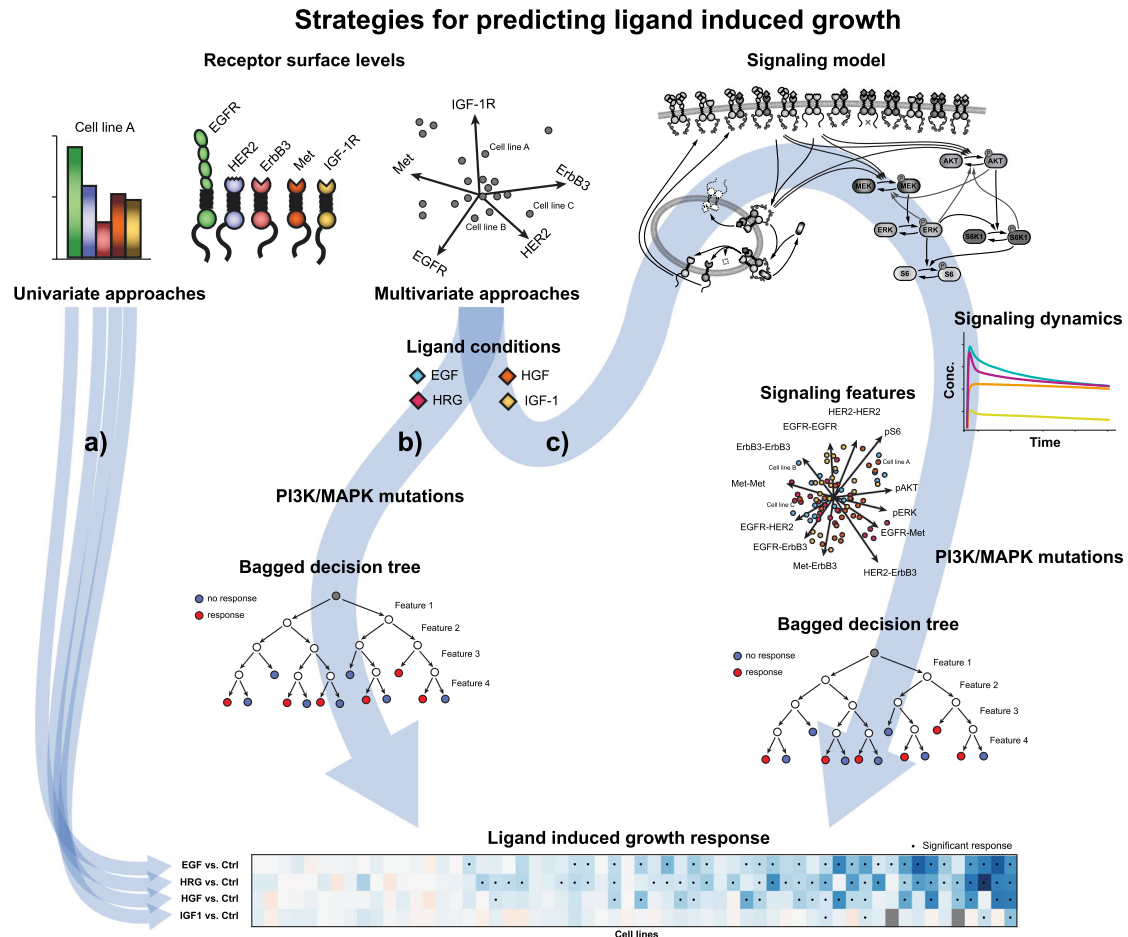 Strategies for predicting ligand induced growth
Receptor surface levels
Signaling model
Cell line A
EGFR
HER2
ErbB3
Met
IGF-1R
IGF-1R
Met
ErbB3
HER2
EGFR
Cell line A
Cell line C
Cell line B
P
AKT
AKT
P
MEK
MEK
P
ERK
ERK
P
S6K1
S6K1
P
S6
S6
Univariate approaches
Multivariate approaches
Signaling dynamics
Conc.
Time
Ligand conditions
EGF
HGF
HRG
IGF-1
a)
b)
c)
Signaling features
HER2-HER2
EGFR-EGFR
pS6
ErbB3-ErbB3
Cell line A
Cell line B
Met-Met
pAKT
Cell line C
pERK
EGFR-HER2
EGFR-Met
EGFR-ErbB3
Met-ErbB3
HER2-ErbB3
PI3K/MAPK mutations
PI3K/MAPK mutations
Bagged decision tree
no response
response
Feature 1
Feature 2
Feature 3
Feature 4
Bagged decision tree
no response
response
Feature 1
Feature 2
Feature 3
Feature 4
Ligand induced growth response
Significant response
EGF vs. Ctrl
HRG vs. Ctrl
HGF vs. Ctrl
IGF1 vs. Ctrl
Cell lines